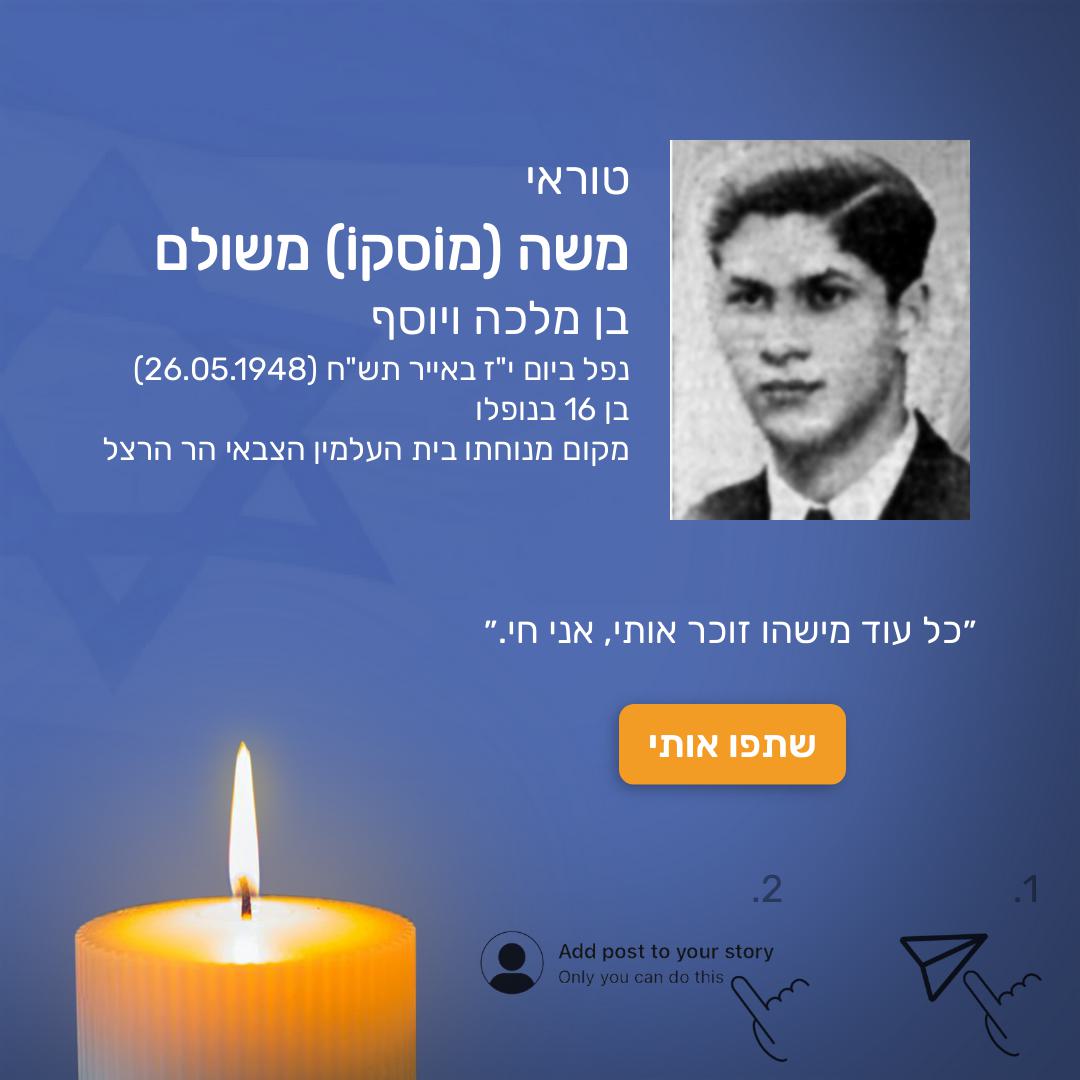 טוראי
משה (מוֹסקוֹ) משולם
בן מלכה ויוסף
נפל ביום י"ז באייר תש"ח (26.05.1948)
בן 16 בנופלו
מקום מנוחתו בית העלמין הצבאי הר הרצל
״כל עוד מישהו זוכר אותי, אני חי.״
שתפו אותי
1.
2.
Add post to your story
Only you can do this